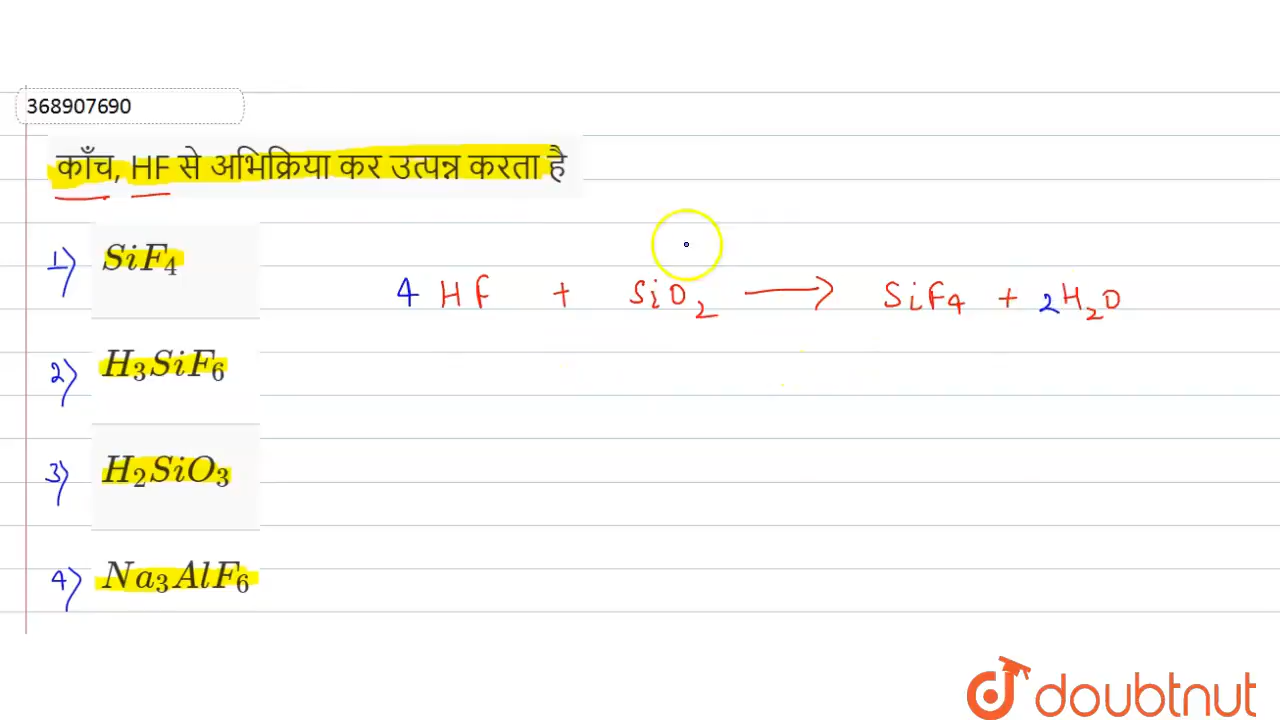 368907690
काँच, HF से अभिक्रिया कर उत्पन्न करता है
1) SiF₄
4 HF + SiO₂ ⟶ SiF₄ + 2H₂O
2) H₃SiF₆
3) H₂SiO₃
4) Na₃AlF₆
doubtnut